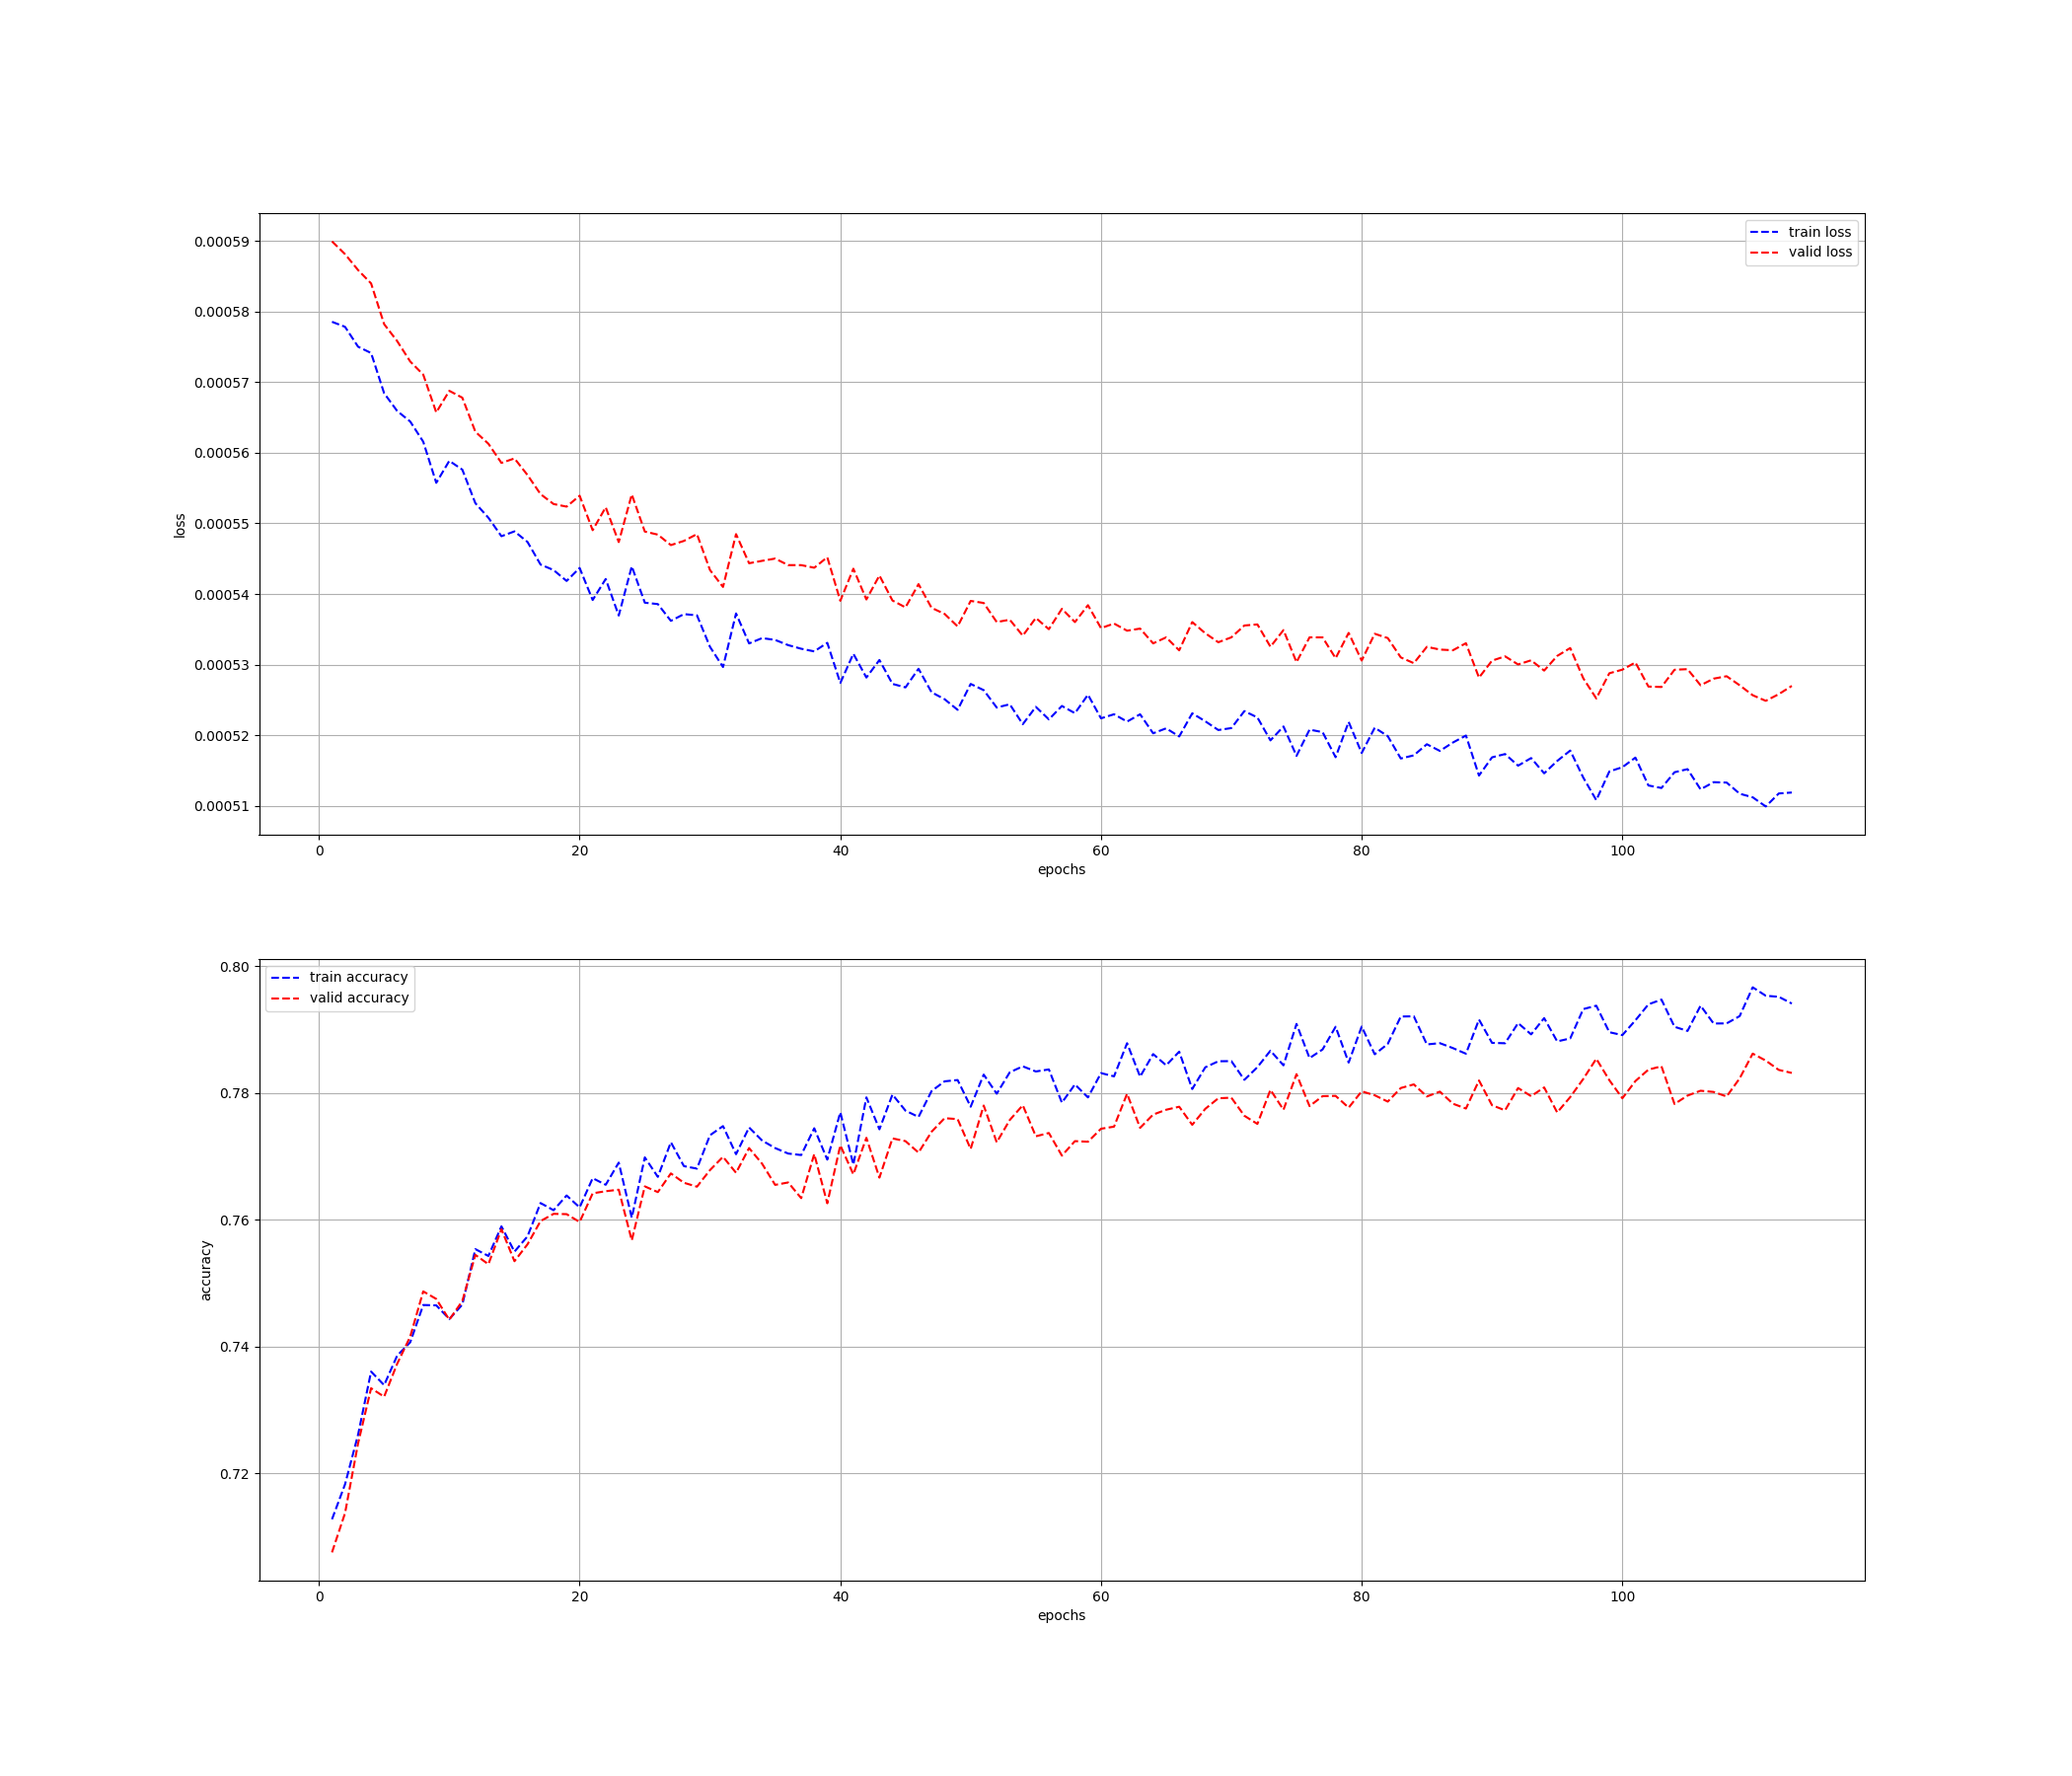 train loss
valid loss
0.00059
0.00058
0.00057
0.00056
0.00055
0.00054
0.00053
0.00052
0.00051
loss
0 20 40 60 80 100
epochs
train accuracy
valid accuracy
0.80
0.78
0.76
0.74
0.72
accuracy
0 20 40 60 80 100
epochs